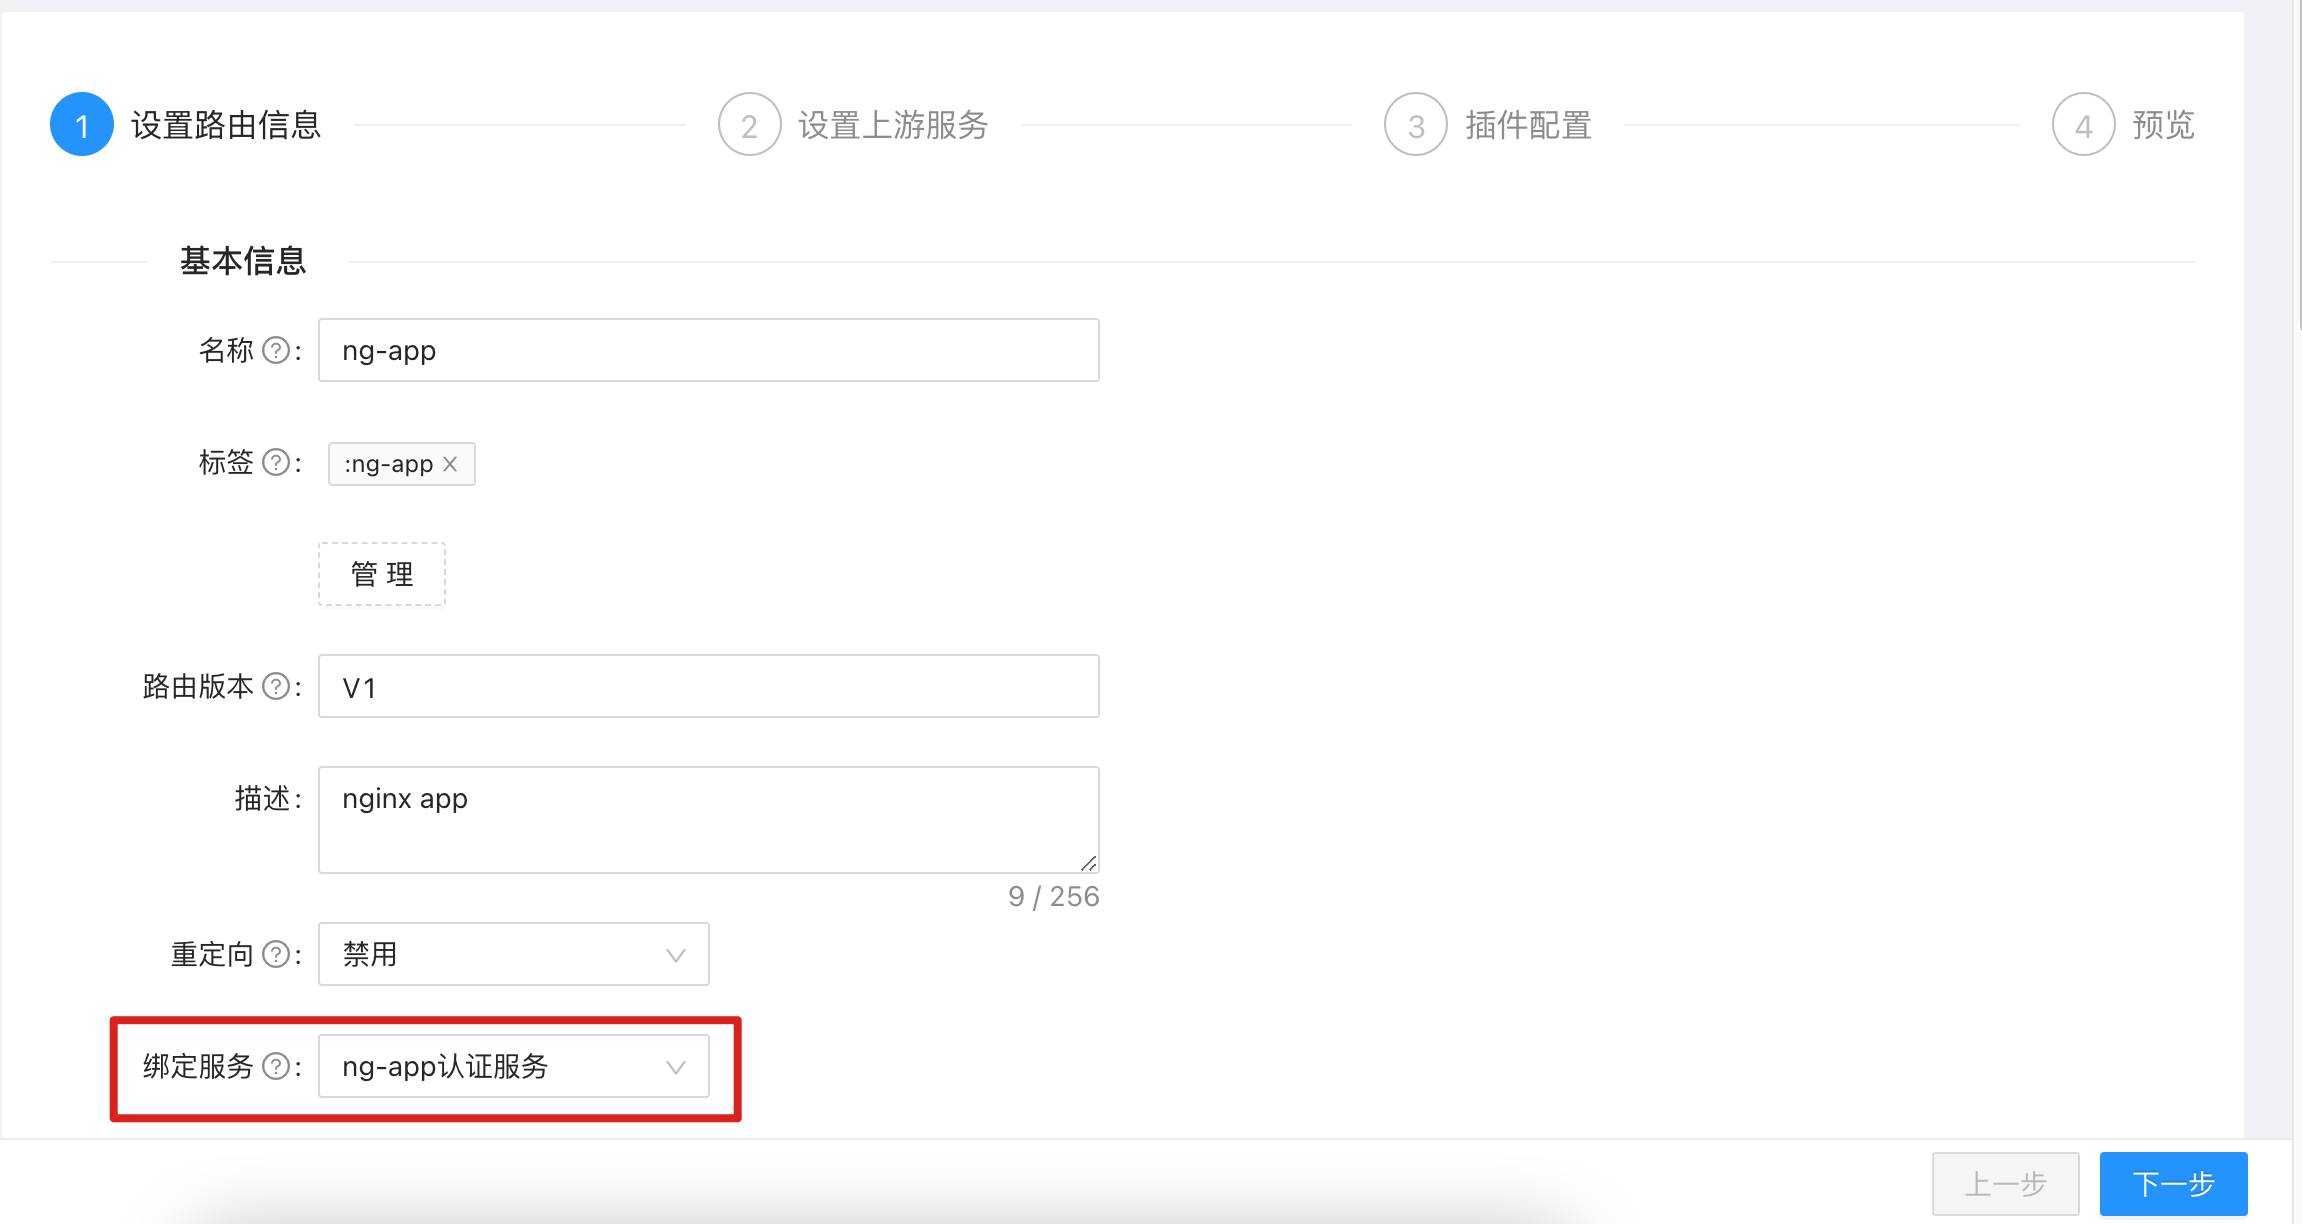 1 设置路由信息 2 设置上游服务 3 插件配置 4 预览
基本信息
名称 ? : ng-app
标签 ? : :ng-app
管 理
路由版本 ? : V1
描述 : nginx app
9 / 256
重定向 ? : 禁用
绑定服务 ? : ng-app认证服务
上一步 下一步